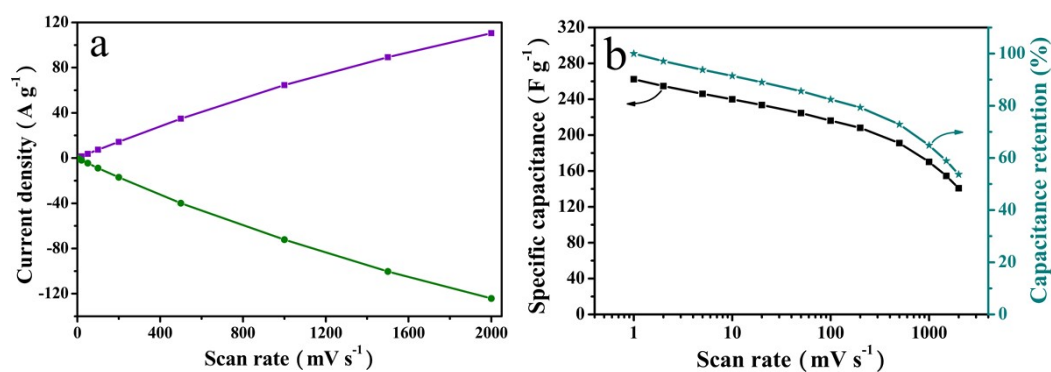 a
Current density ( A g⁻¹)
120
80
40
0
-40
-80
-120
0 400 800 1200 1600 2000
Scan rate ( mV s⁻¹)
b
Specific capacitance ( F g⁻¹)
320
280
240
200
160
120
80
40
0
1 10 100 1000
Scan rate ( mV s⁻¹)
100
80
60
40
20
0
Capacitance retention (%)